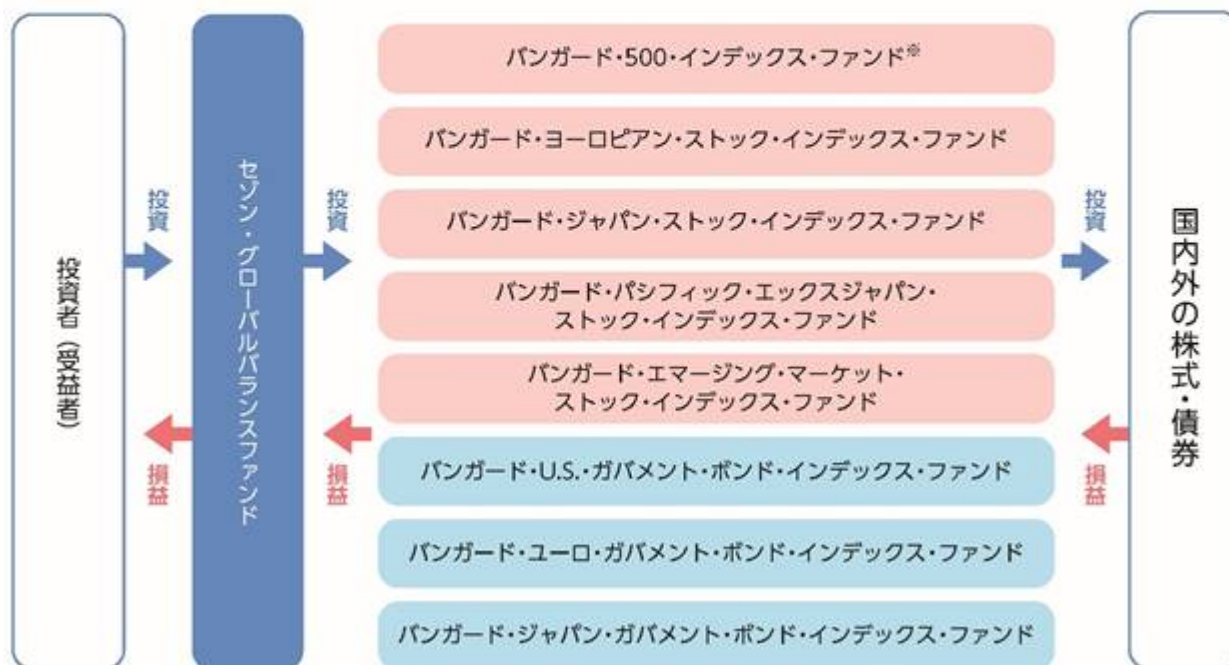 投資者（受益者）
投資
損益
セゾン・グローバルバランスファンド
投資
損益
バンガード・500・インデックス・ファンド※
バンガード・ヨーロピアン・ストック・インデックス・ファンド
バンガード・ジャパン・ストック・インデックス・ファンド
バンガード・パシフィック・エックスジャパン・
ストック・インデックス・ファンド
バンガード・エマージング・マーケット・
ストック・インデックス・ファンド
バンガード・U.S.・ガバメント・ボンド・インデックス・ファンド
バンガード・ユーロ・ガバメント・ボンド・インデックス・ファンド
バンガード・ジャパン・ガバメント・ボンド・インデックス・ファンド
投資
損益
国内外の株式・債券